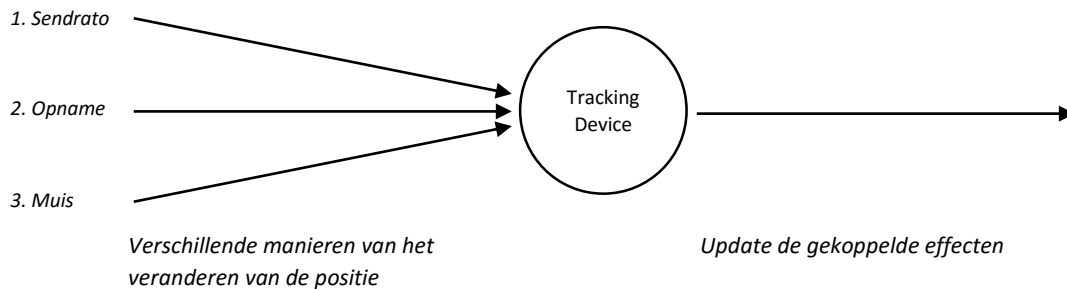 1. Sendrato
2. Opname
3. Muis
Tracking
Device
Verschillende manieren van het
veranderen van de positie
Update de gekoppelde effecten